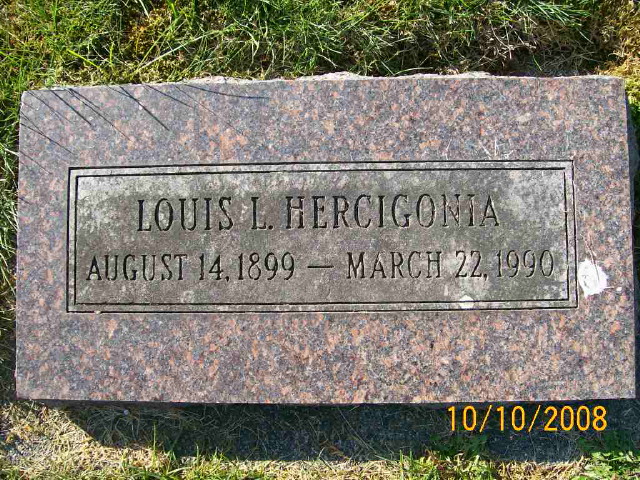 LOUIS L. HERCIGONIA
AUGUST 14, 1899 — MARCH 22, 1990
10/10/2008